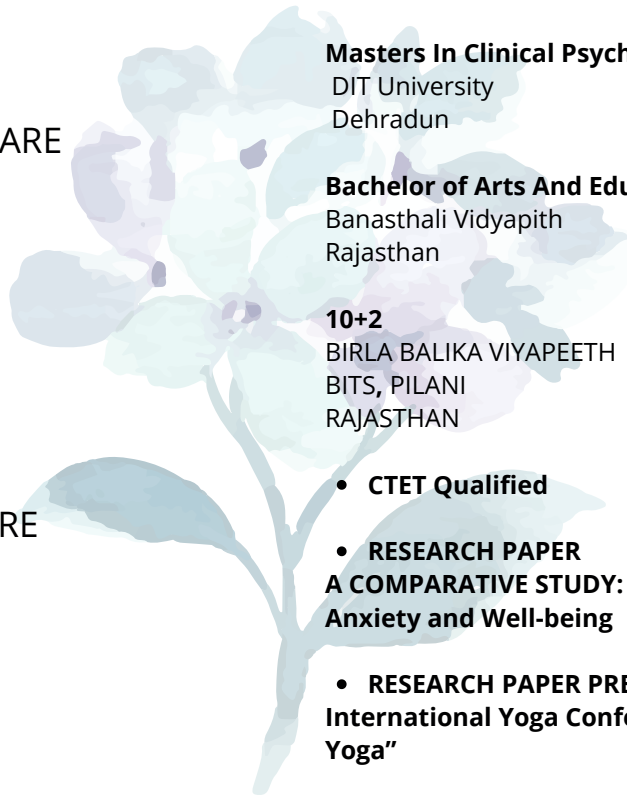 ARE
RE
Masters In Clinical Psych
DIT University
Dehradun
Bachelor of Arts And Edu
Banasthali Vidyapith
Rajasthan
10+2
BIRLA BALIKA VIYAPEETH
BITS, PILANI
RAJASTHAN
• CTET Qualified
• RESEARCH PAPER
A COMPARATIVE STUDY:
Anxiety and Well-being
• RESEARCH PAPER PRE
International Yoga Confe
Yoga”